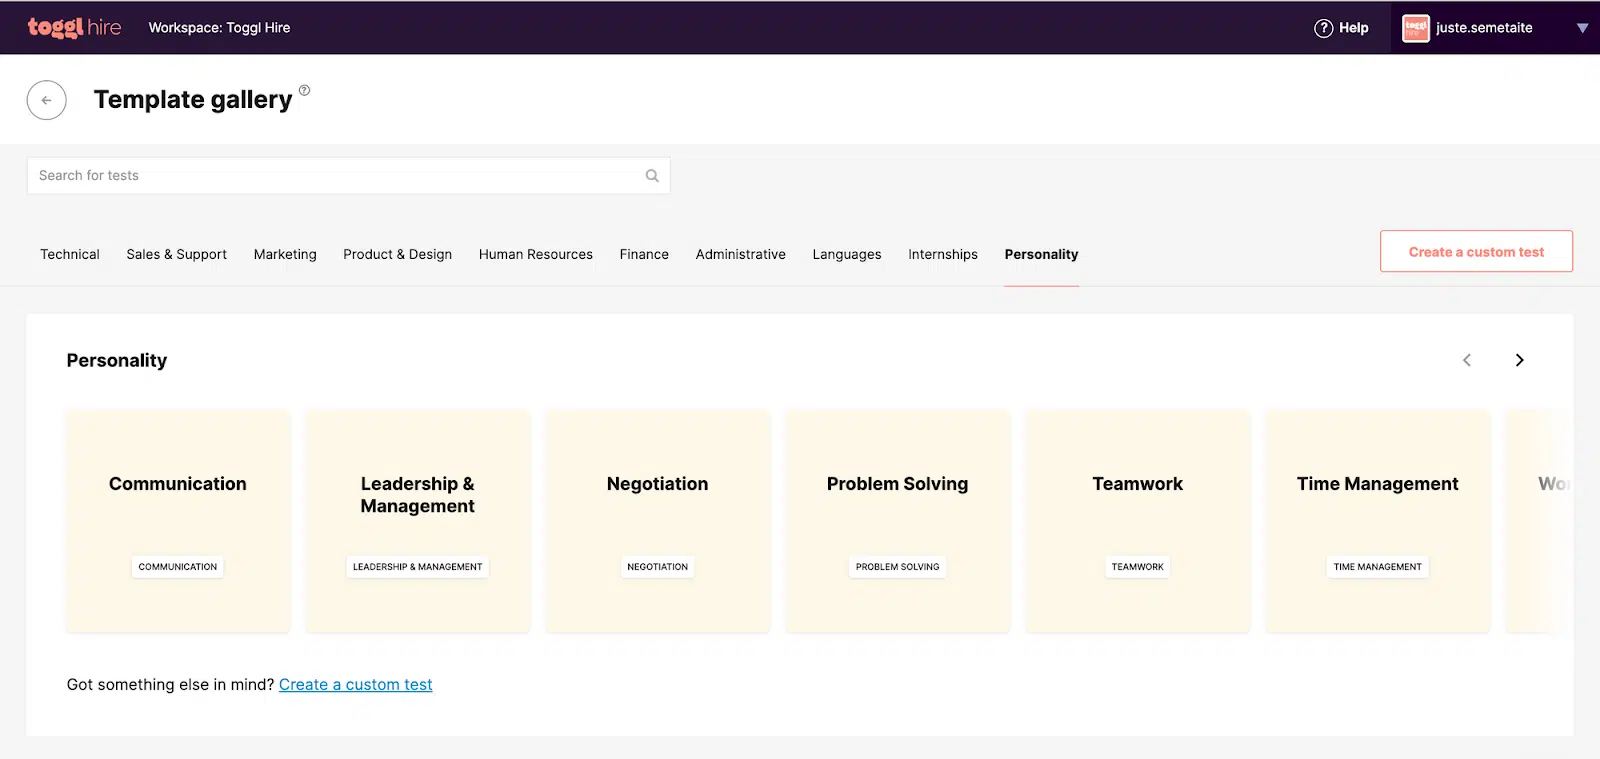 toggl hire
Workspace: Toggl Hire
? Help
toggl
hire
juste.semetaite
Template gallery ?
Search for tests
Technical Sales & Support Marketing Product & Design Human Resources Finance Administrative Languages Internships Personality
Create a custom test
Personality
Communication
COMMUNICATION
Leadership &
Management
LEADERSHIP & MANAGEMENT
Negotiation
NEGOTIATION
Problem Solving
PROBLEM SOLVING
Teamwork
TEAMWORK
Time Management
TIME MANAGEMENT
Got something else in mind? Create a custom test